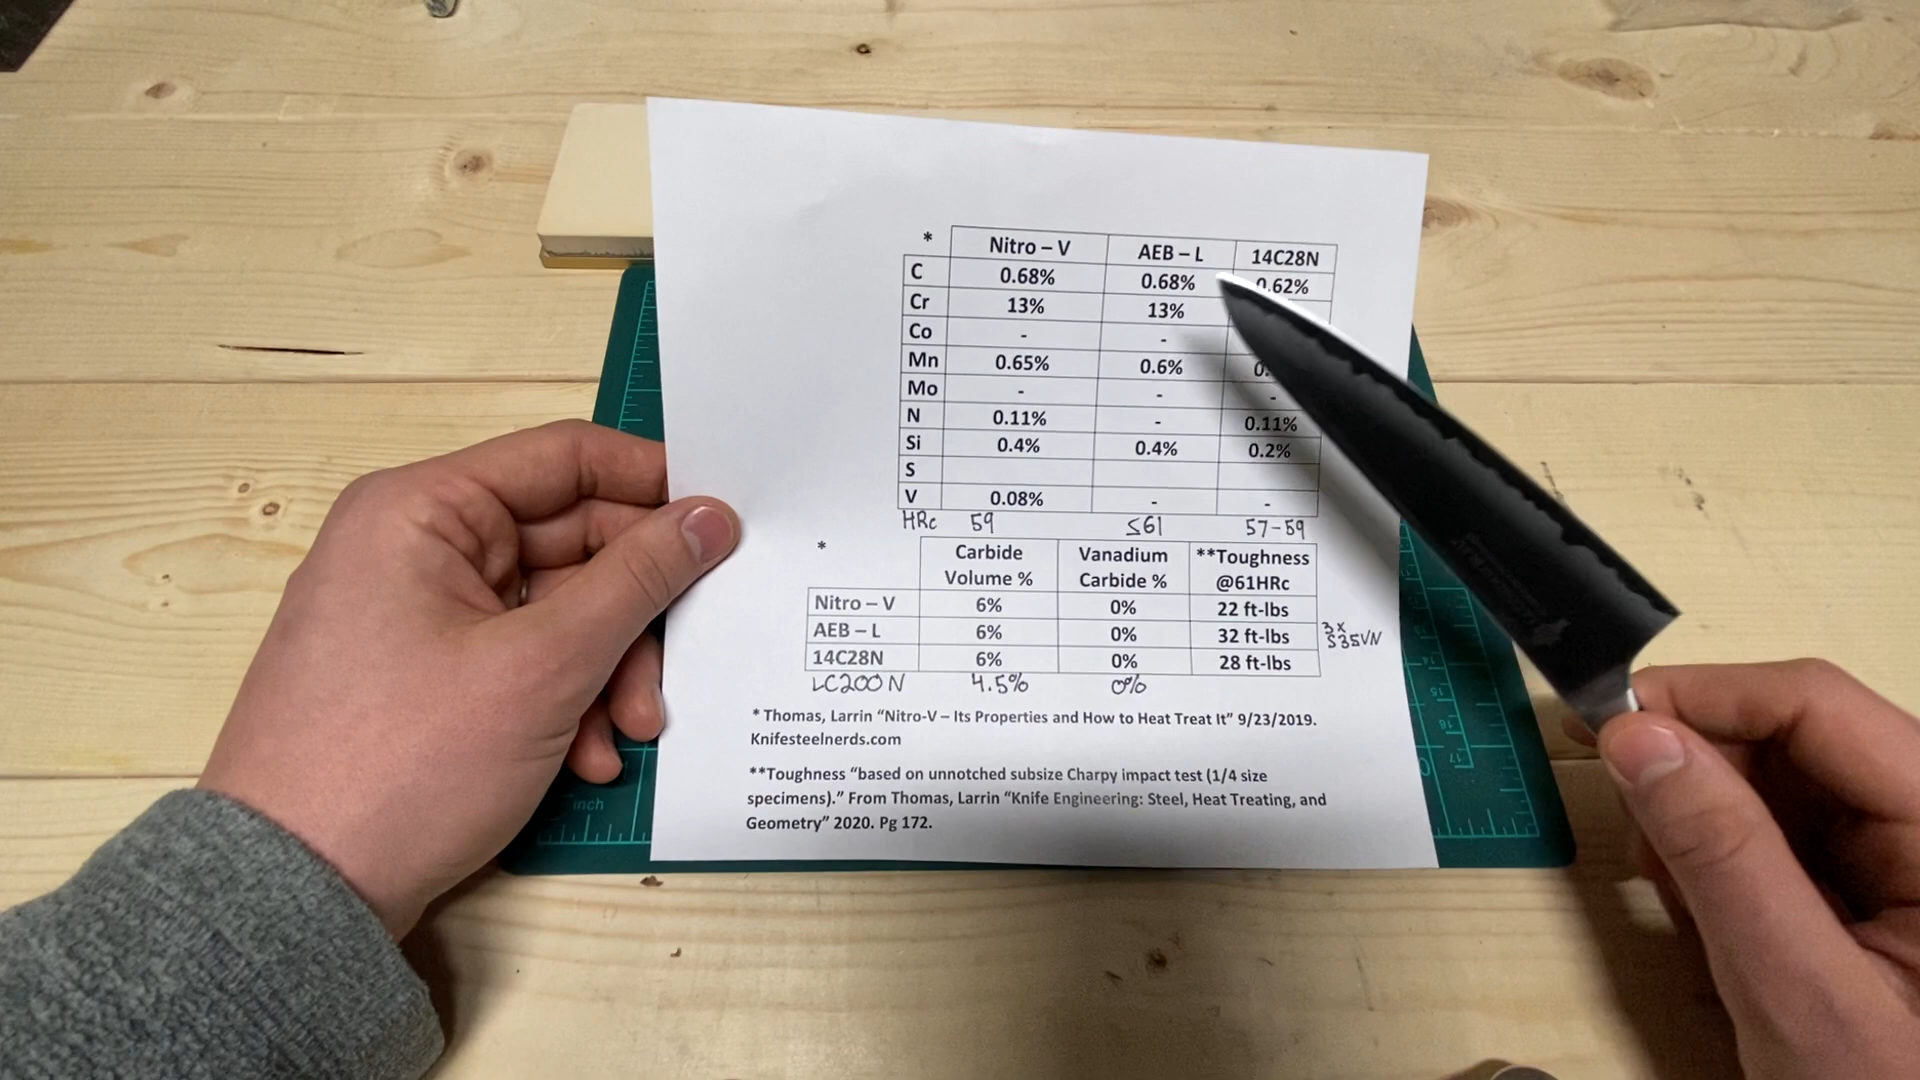 * Nitro – V AEB – L 14C28N
C 0.68% 0.68% 0.62%
Cr 13% 13%
Co - -
Mn 0.65% 0.6% 0.
Mo - - -
N 0.11% - 0.11%
Si 0.4% 0.4% 0.2%
S
V 0.08% - -
HRc 59 ≤61 57-59
* Carbide Vanadium **Toughness
Volume % Carbide % @61HRc
Nitro – V 6% 0% 22 ft-lbs
AEB – L 6% 0% 32 ft-lbs 3x S35VN
14C28N 6% 0% 28 ft-lbs
LC200N 4.5% 0%
* Thomas, Larrin “Nitro-V – Its Properties and How to Heat Treat It” 9/23/2019.
Knifesteelnerds.com
**Toughness “based on unnotched subsize Charpy impact test (1/4 size
specimens).” From Thomas, Larrin “Knife Engineering: Steel, Heat Treating, and
Geometry” 2020. Pg 172.
inch
14
15
16
17